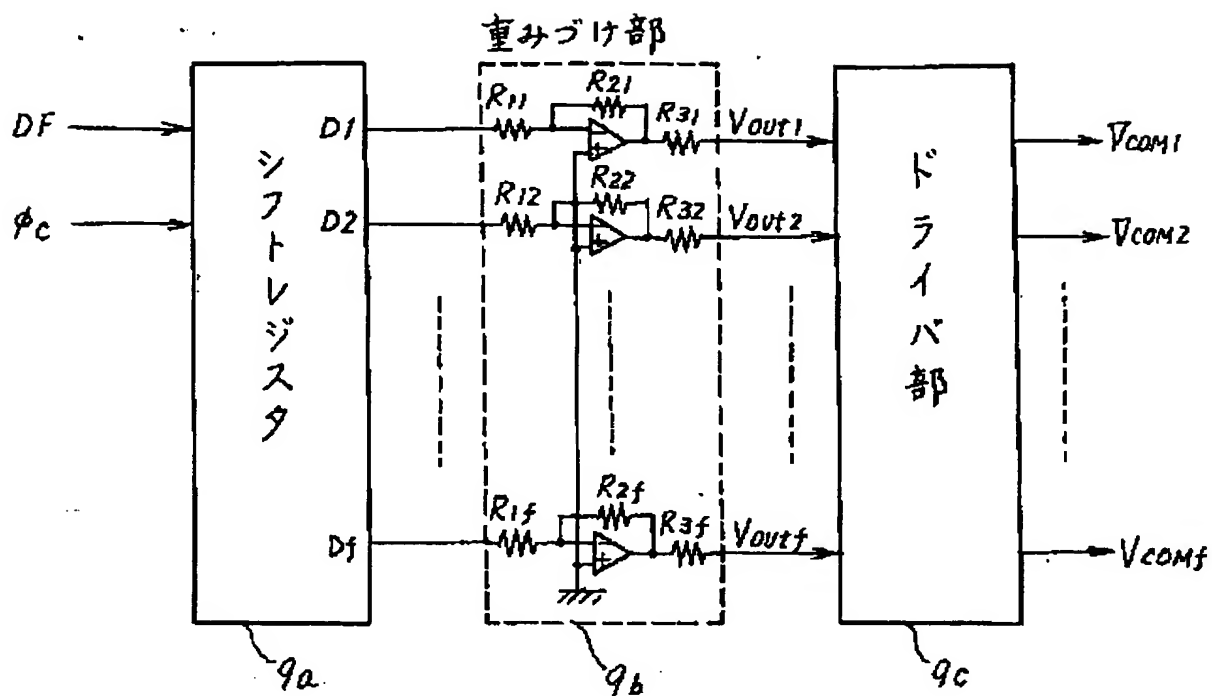 重みづけ部
DF
φc
シフトレジスタ
D1
D2
Df
R11
R21
R31
R12
R22
R32
R1f
R2f
R3f
Vout1
Vout2
Voutf
ドライバ部
VCOM1
VCOM2
VCOMf
9a
9b
9c